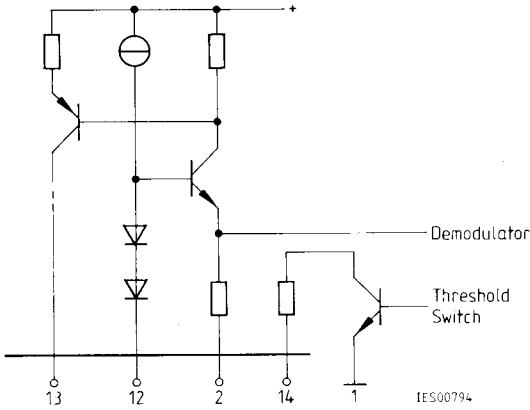 +
Demodulator
Threshold
Switch
13 12 2 14 1 IES00794